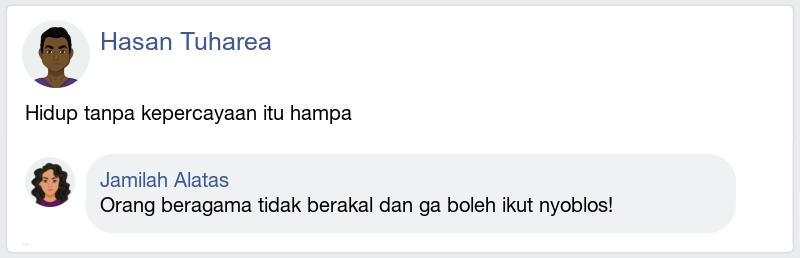 Hasan Tuharea
Hidup tanpa kepercayaan itu hampa
Jamilah Alatas
Orang beragama tidak berakal dan ga boleh ikut nyoblos!